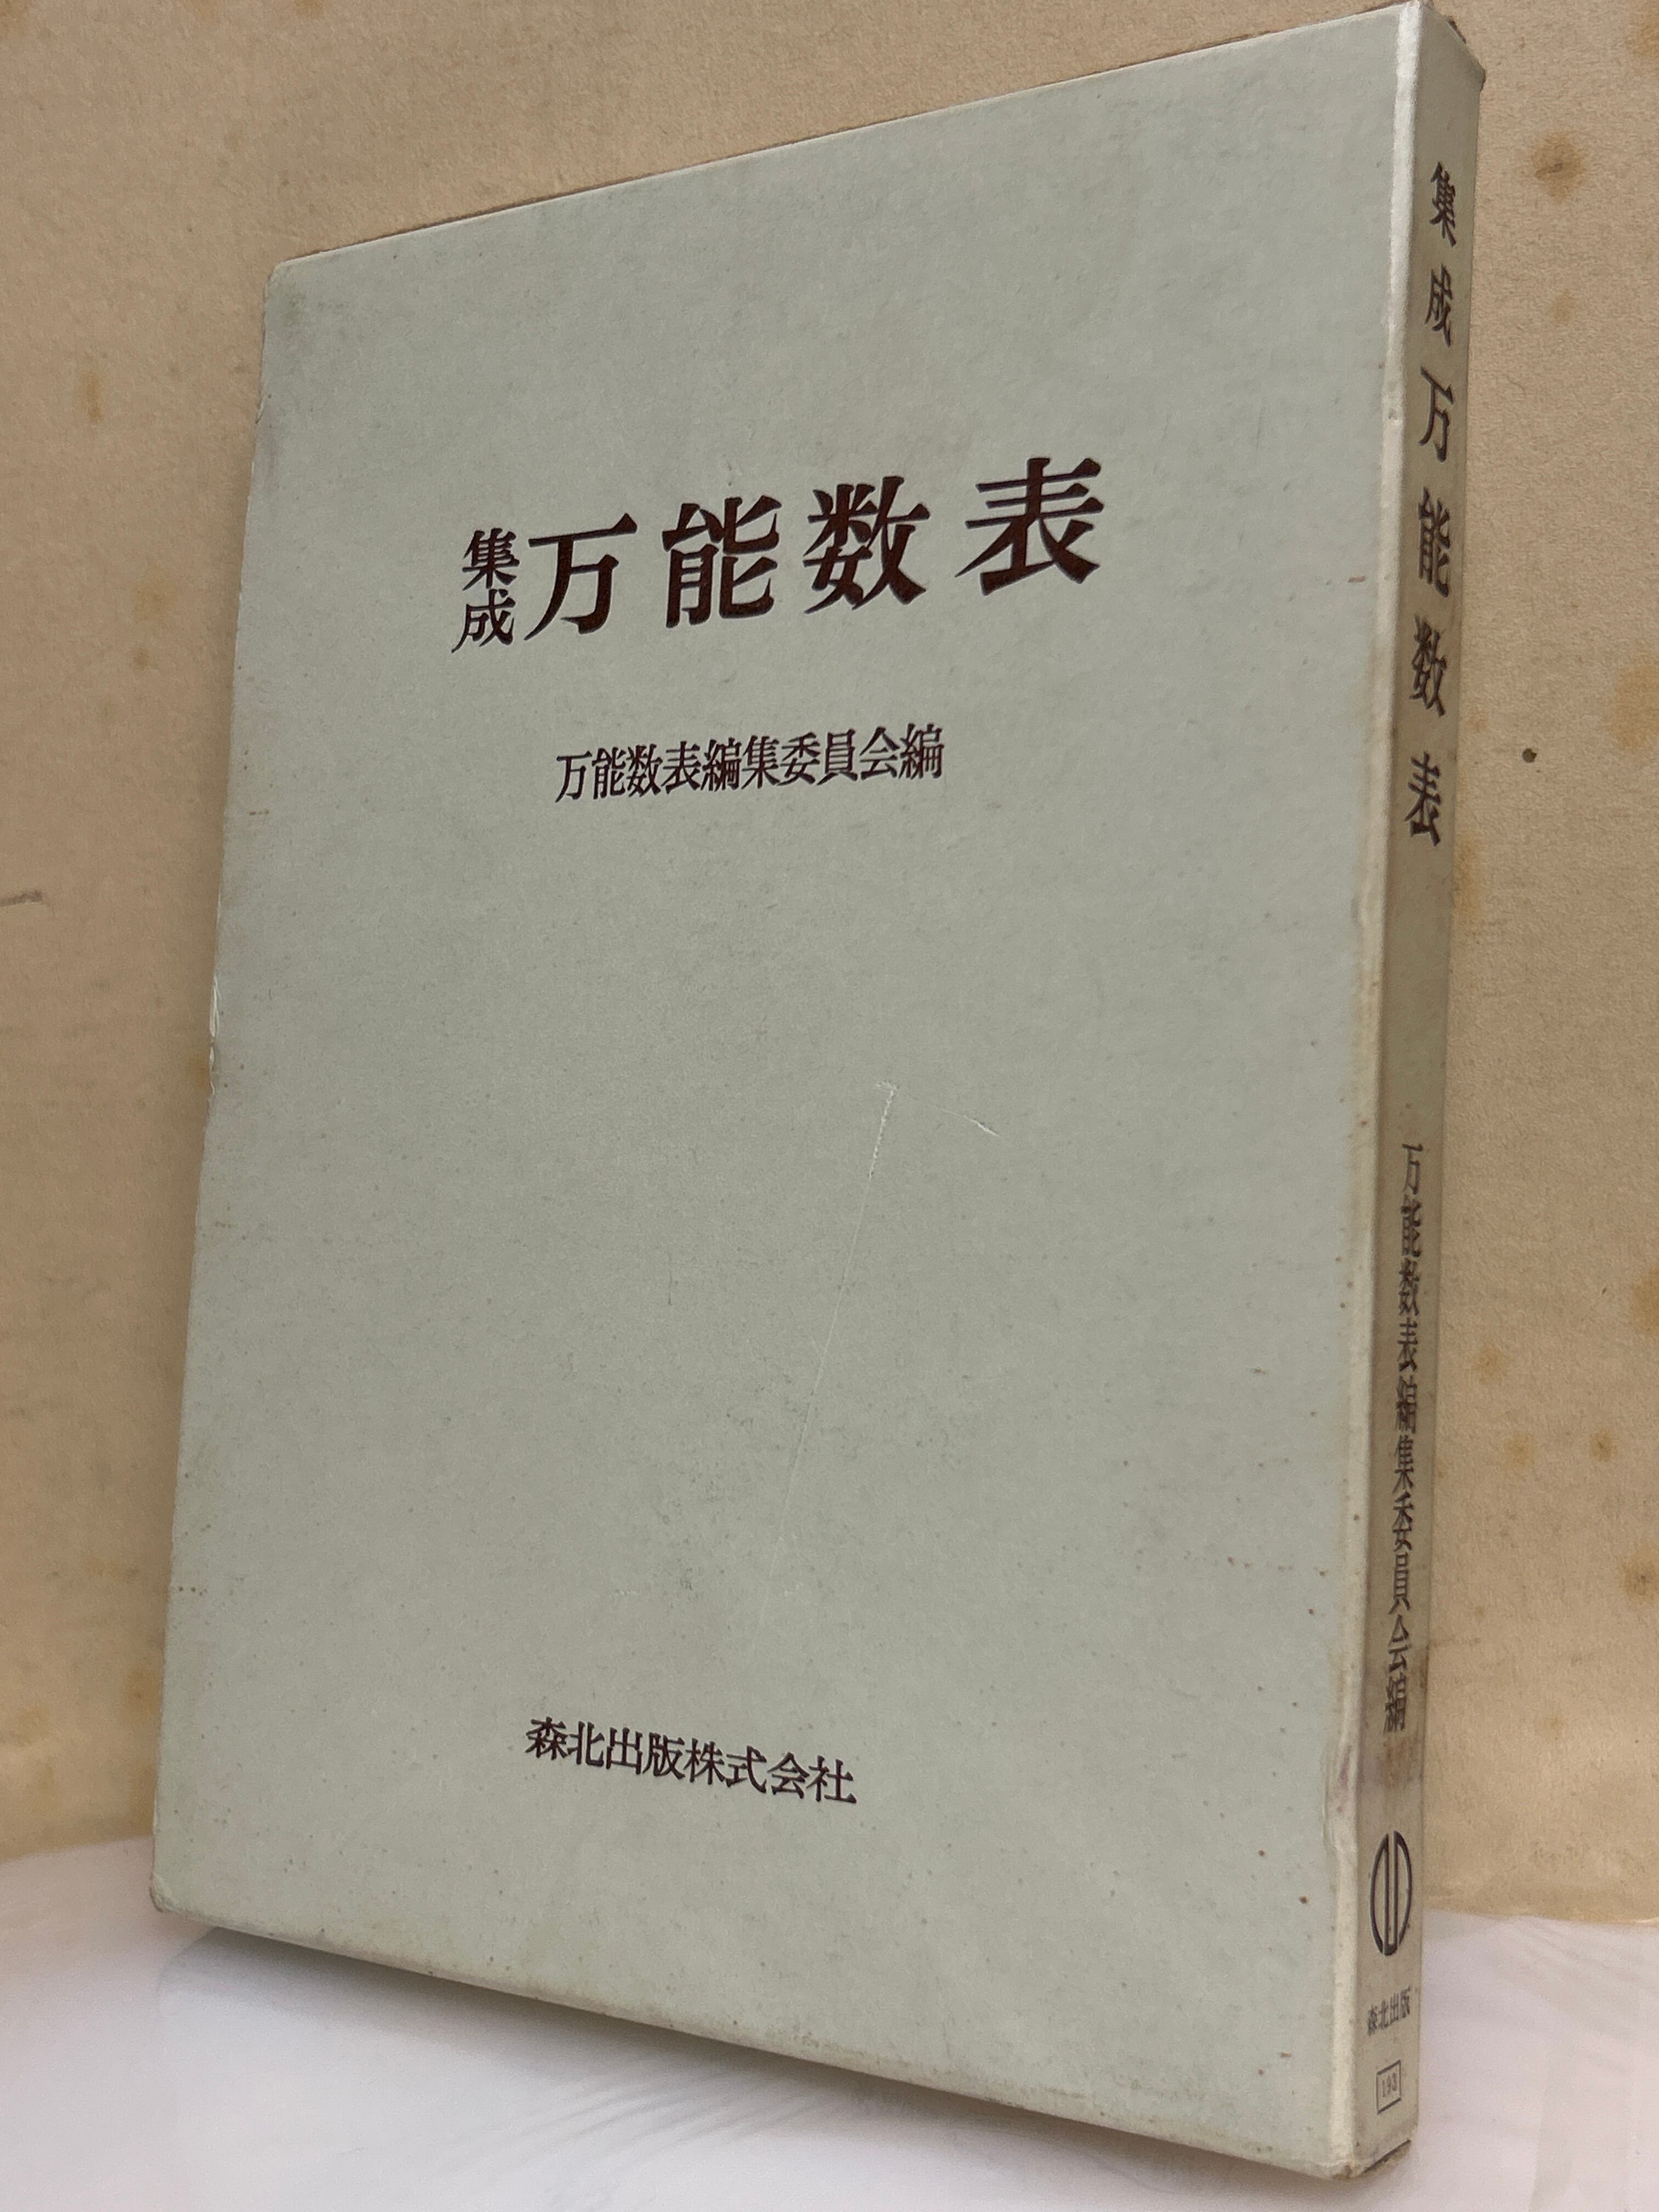 集成
万能数表
万能数表編集委員会編
森北出版株式会社
集成万能数表
万能数表編集委員会編
森北出版
193